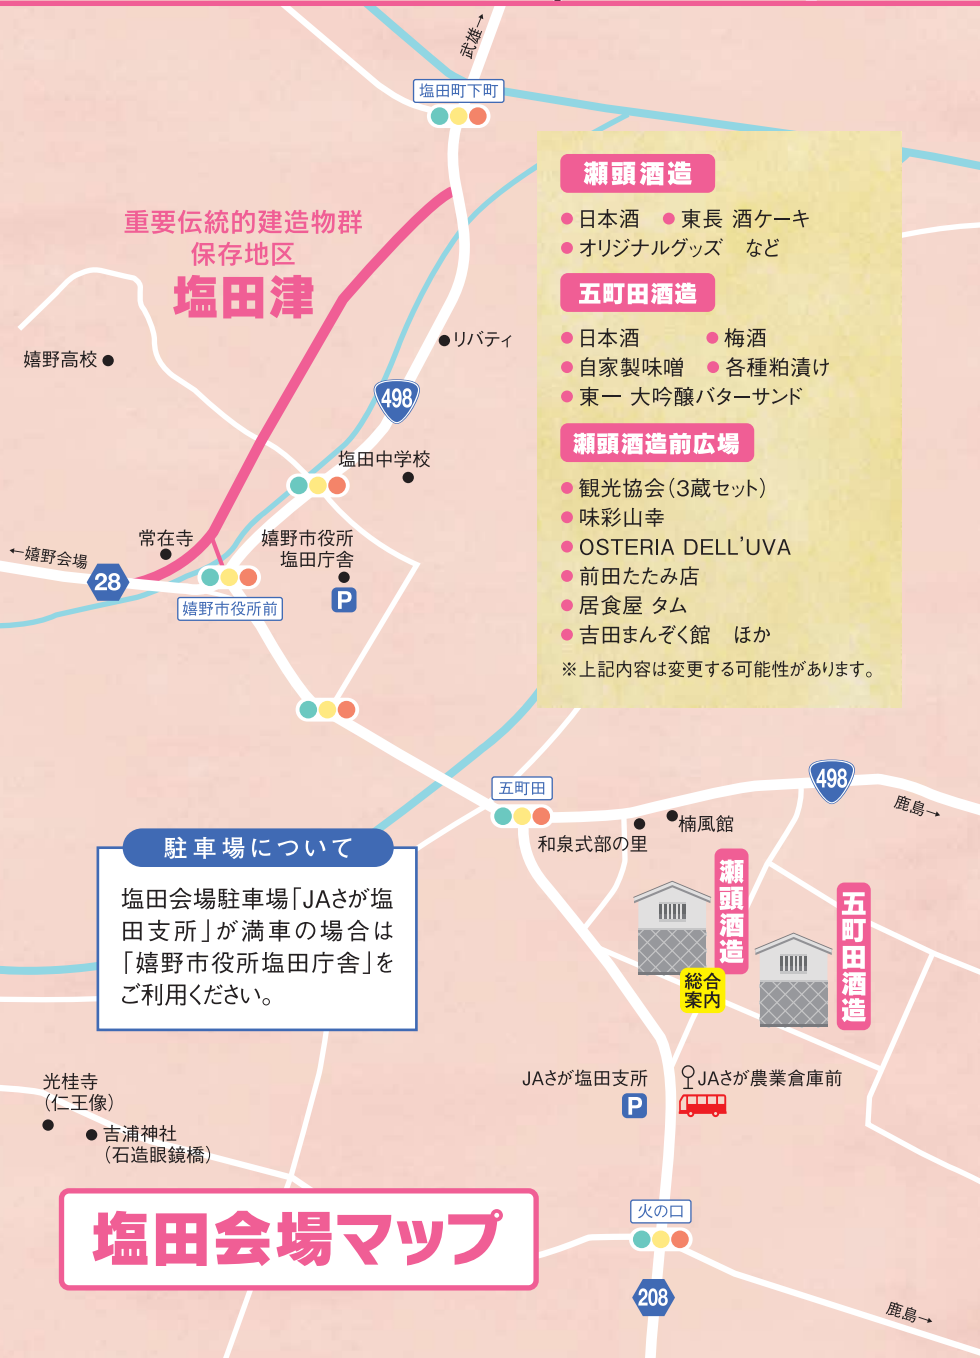 武雄→
塩田町下町
重要伝統的建造物群
保存地区
塩田津
嬉野高校
リバティ
498
塩田中学校
常在寺
嬉野市役所
塩田庁舎
P
←嬉野会場
28
嬉野市役所前
瀬頭酒造
● 日本酒 ● 東長 酒ケーキ
● オリジナルグッズ など
五町田酒造
● 日本酒 ● 梅酒
● 自家製味噌 ● 各種粕漬け
● 東一 大吟醸バターサンド
瀬頭酒造前広場
● 観光協会（3蔵セット）
● 味彩山幸
● OSTERIA DELL'UVA
● 前田たたみ店
● 居食屋 タム
● 吉田まんぞく館 ほか
※上記内容は変更する可能性があります。
五町田
498
鹿島→
楠風館
和泉式部の里
駐車場について
塩田会場駐車場「JAさが塩
田支所」が満車の場合は
「嬉野市役所塩田庁舎」を
ご利用ください。
瀬頭酒造
五町田酒造
総合
案内
JAさが塩田支所
P
JAさが農業倉庫前
光桂寺
（仁王像）
吉浦神社
（石造眼鏡橋）
塩田会場マップ
火の口
208
鹿島→